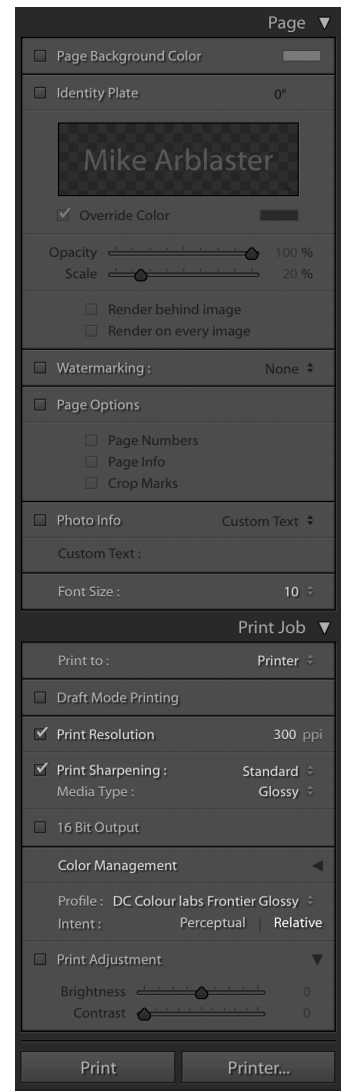 Page ▼
Page Background Color
Identity Plate 0°
Mike Arblaster
Override Color
Opacity 100 %
Scale 20 %
Render behind image
Render on every image
Watermarking : None
Page Options
Page Numbers
Page Info
Crop Marks
Photo Info Custom Text
Custom Text :
Font Size : 10
Print Job ▼
Print to : Printer
Draft Mode Printing
Print Resolution 300 ppi
Print Sharpening : Standard
Media Type : Glossy
16 Bit Output
Color Management ◀
Profile : DC Colour labs Frontier Glossy
Intent : Perceptual | Relative
Print Adjustment ▼
Brightness 0
Contrast 0
Print Printer...